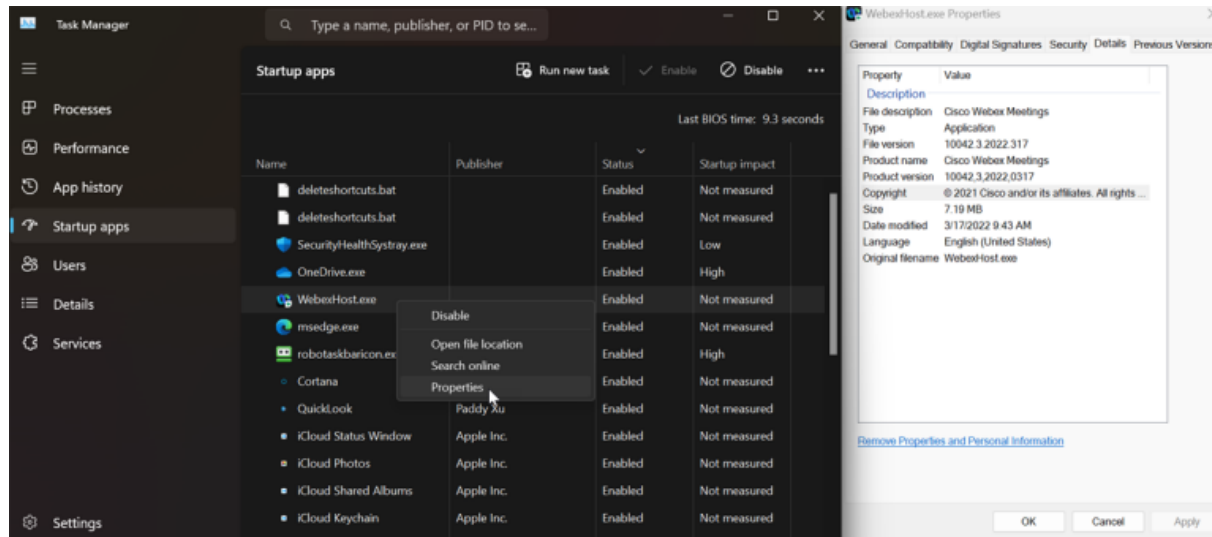 Task Manager
Type a name, publisher, or PID to se...
Startup apps
Run new task
Enable
Disable
Last BIOS time: 9.3 seconds
Processes
Performance
App history
Startup apps
Users
Details
Services
Settings
Name Publisher Status Startup impact
deleteshortcuts.bat Enabled Not measured
deleteshortcuts.bat Enabled Not measured
SecurityHealthSystray.exe Enabled Low
OneDrive.exe Enabled High
WebexHost.exe Enabled Not measured
msedge.exe Enabled Not measured
robotaskbaricon.ex Enabled High
Cortana Enabled Not measured
QuickLook Paddy Xu Enabled Not measured
iCloud Status Window Apple Inc. Enabled Not measured
iCloud Photos Apple Inc. Enabled Not measured
iCloud Shared Albums Apple Inc. Enabled Not measured
iCloud Keychain Apple Inc. Enabled Not measured
Disable
Open file location
Search online
Properties
WebexHost.exe Properties
General Compatibility Digital Signatures Security Details Previous Versions
Property Value
Description
File description Cisco Webex Meetings
Type Application
File version 10042.3.2022.317
Product name Cisco Webex Meetings
Product version 10042,3,2022,0317
Copyright © 2021 Cisco and/or its affiliates. All rights ...
Size 7.19 MB
Date modified 3/17/2022 9:43 AM
Language English (United States)
Original filename WebexHost.exe
Remove Properties and Personal Information
OK Cancel Apply